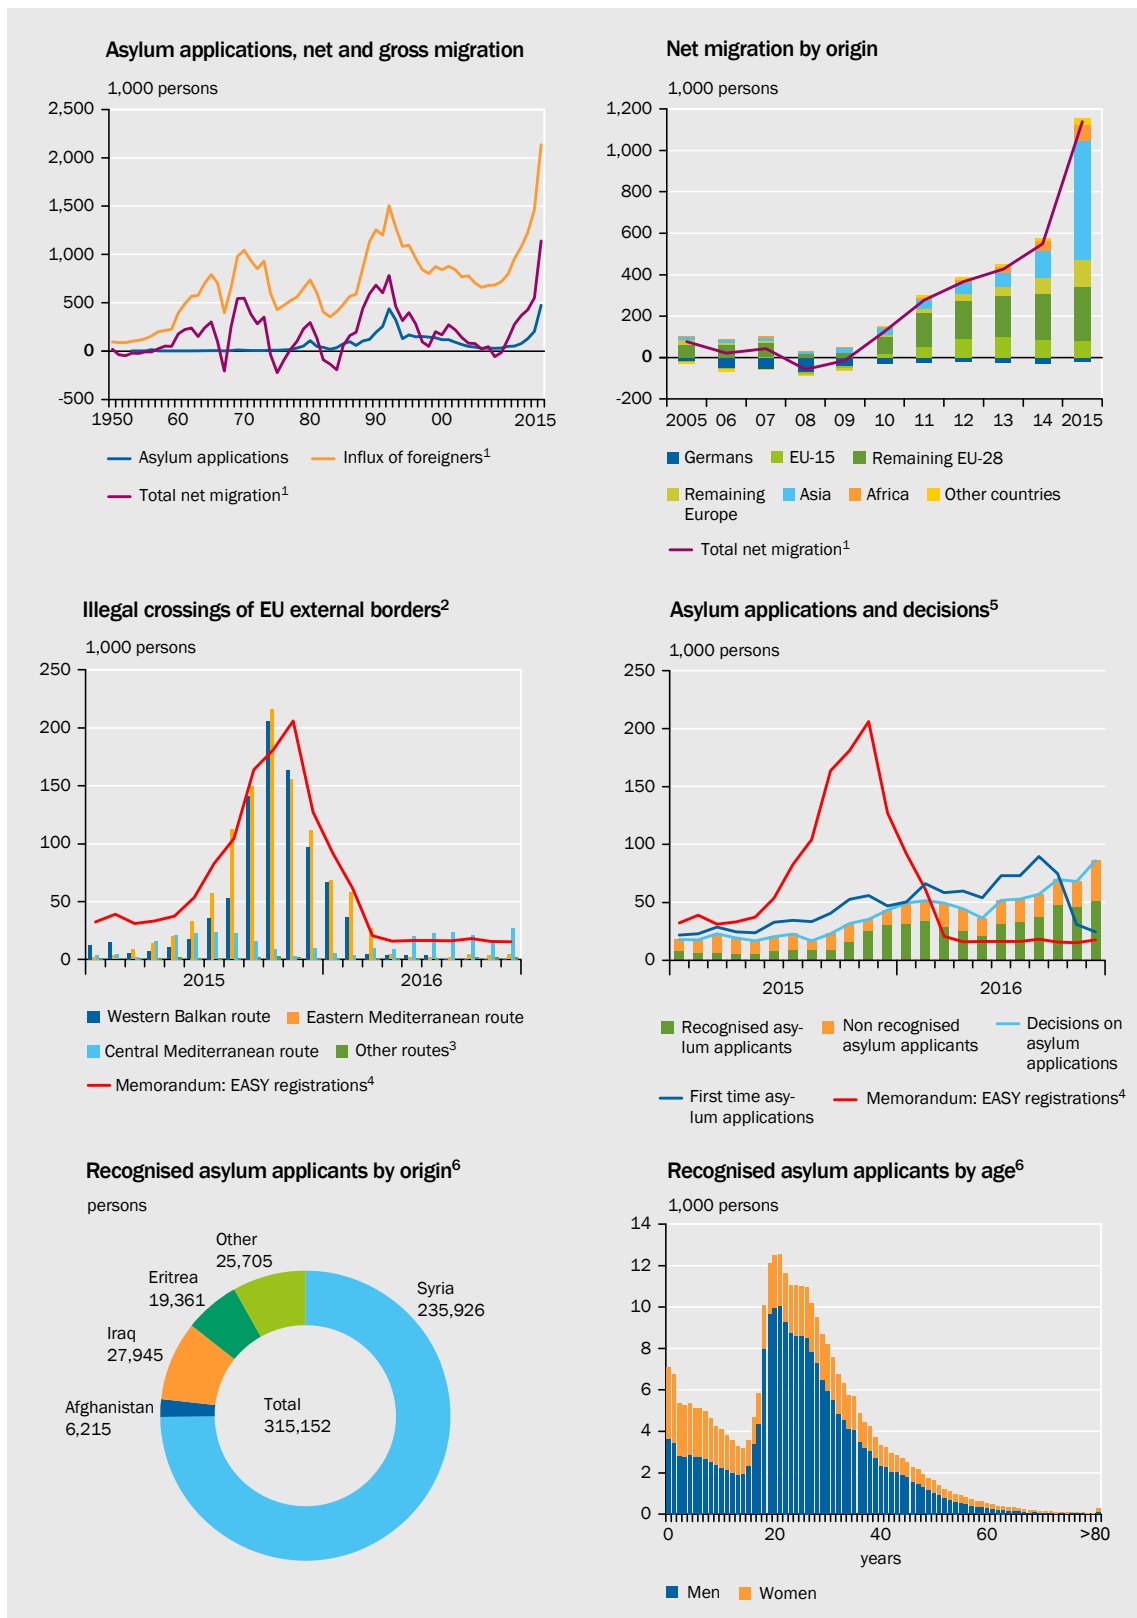 Asylum applications, net and gross migration
1,000 persons
2,500
2,000
1,500
1,000
500
0
-500
1950 60 70 80 90 00 2015
Asylum applications
Influx of foreigners1
Total net migration1
Net migration by origin
1,000 persons
1,200
1,000
800
600
400
200
0
-200
2005 06 07 08 09 10 11 12 13 14 2015
Germans
EU-15
Remaining EU-28
Remaining
Europe
Asia
Africa
Other countries
Total net migration1
Illegal crossings of EU external borders2
1,000 persons
250
200
150
100
50
0
2015 2016
Western Balkan route
Eastern Mediterranean route
Central Mediterranean route
Other routes3
Memorandum: EASY registrations4
Asylum applications and decisions5
1,000 persons
250
200
150
100
50
0
2015 2016
Recognised asy-
lum applicants
Non recognised
asylum applicants
Decisions on
asylum
applications
First time asy-
lum applications
Memorandum: EASY registrations4
Recognised asylum applicants by origin6
persons
Other
25,705
Eritrea
19,361
Iraq
27,945
Afghanistan
6,215
Syria
235,926
Total
315,152
Recognised asylum applicants by age6
1,000 persons
14
12
10
8
6
4
2
0
0 20 40 60 >80
years
Men
Women